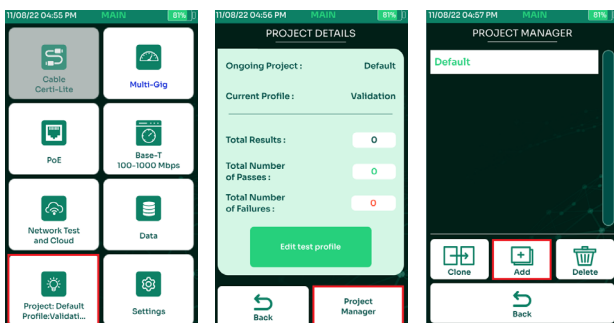 11/08/22 04:55 PM MAIN 81%
Cable
Certi-Lite
Multi-Gig
PoE
Base-T
100-1000 Mbps
Network Test
and Cloud
Data
Project: Default
Profile:Validati...
Settings
11/08/22 04:56 PM MAIN 81%
PROJECT DETAILS
Ongoing Project : Default
Current Profile : Validation
Total Results : 0
Total Number
of Passes : 0
Total Number
of Failures : 0
Edit test profile
Back
Project
Manager
11/08/22 04:57 PM MAIN 81%
PROJECT MANAGER
Default
Clone
Add
Delete
Back